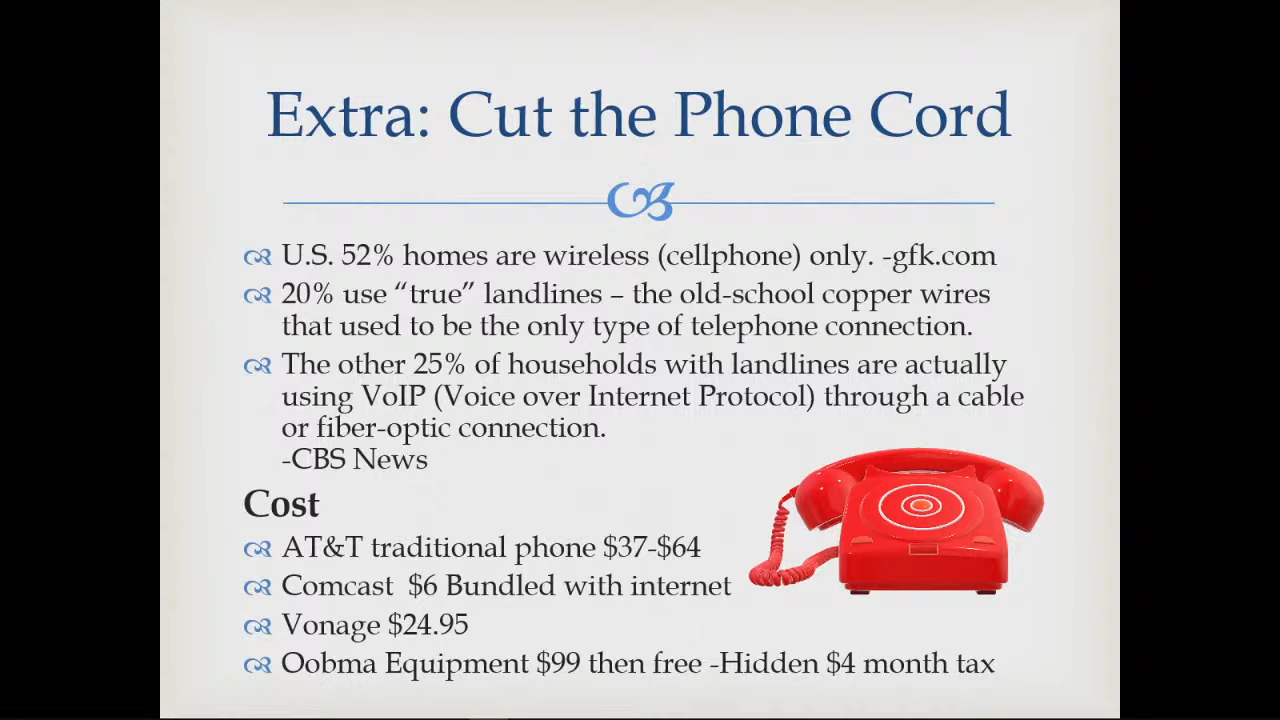 Extra: Cut the Phone Cord
U.S. 52% homes are wireless (cellphone) only. -gfk.com
20% use “true” landlines – the old-school copper wires
that used to be the only type of telephone connection.
The other 25% of households with landlines are actually
using VoIP (Voice over Internet Protocol) through a cable
or fiber-optic connection.
-CBS News
Cost
AT&T traditional phone $37-$64
Comcast  $6 Bundled with internet
Vonage $24.95
Oobma Equipment $99 then free -Hidden $4 month tax